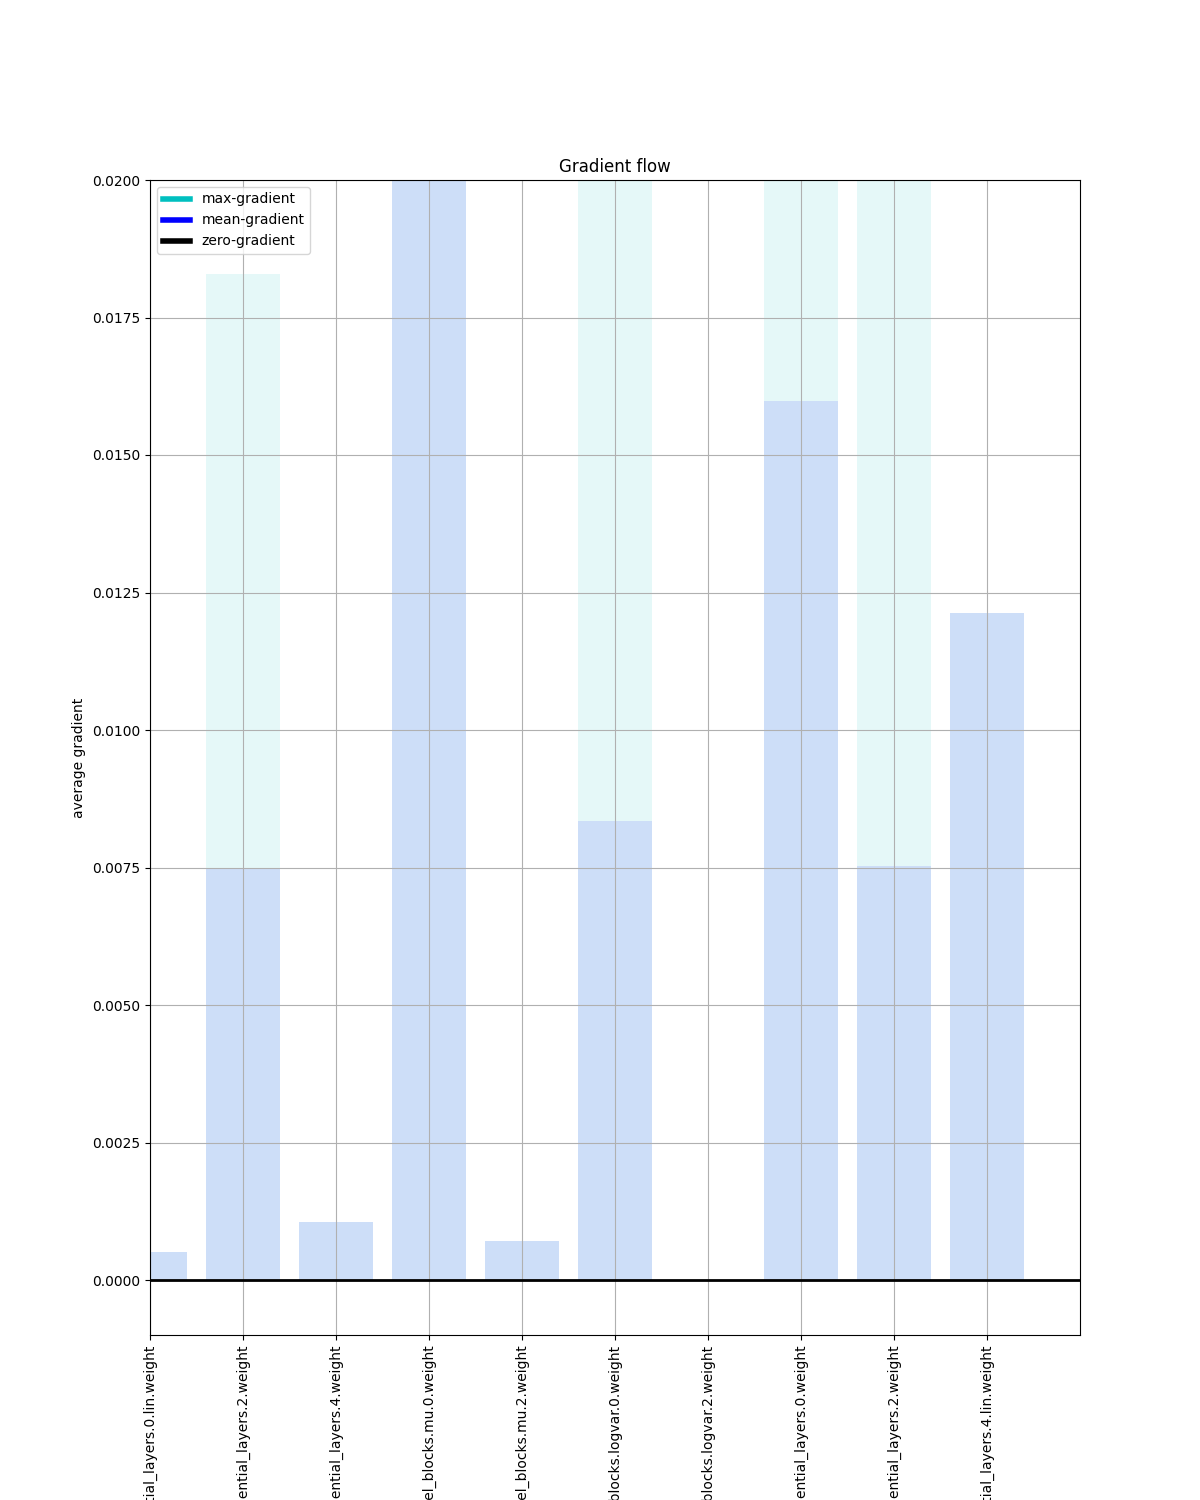 Gradient flow
max-gradient
mean-gradient
zero-gradient
0.0200
0.0175
0.0150
0.0125
0.0100
0.0075
0.0050
0.0025
0.0000
average gradient
tial_layers.0.lin.weight
ential_layers.2.weight
ential_layers.4.weight
el_blocks.mu.0.weight
el_blocks.mu.2.weight
blocks.logvar.0.weight
blocks.logvar.2.weight
ential_layers.0.weight
ential_layers.2.weight
tial_layers.4.lin.weight